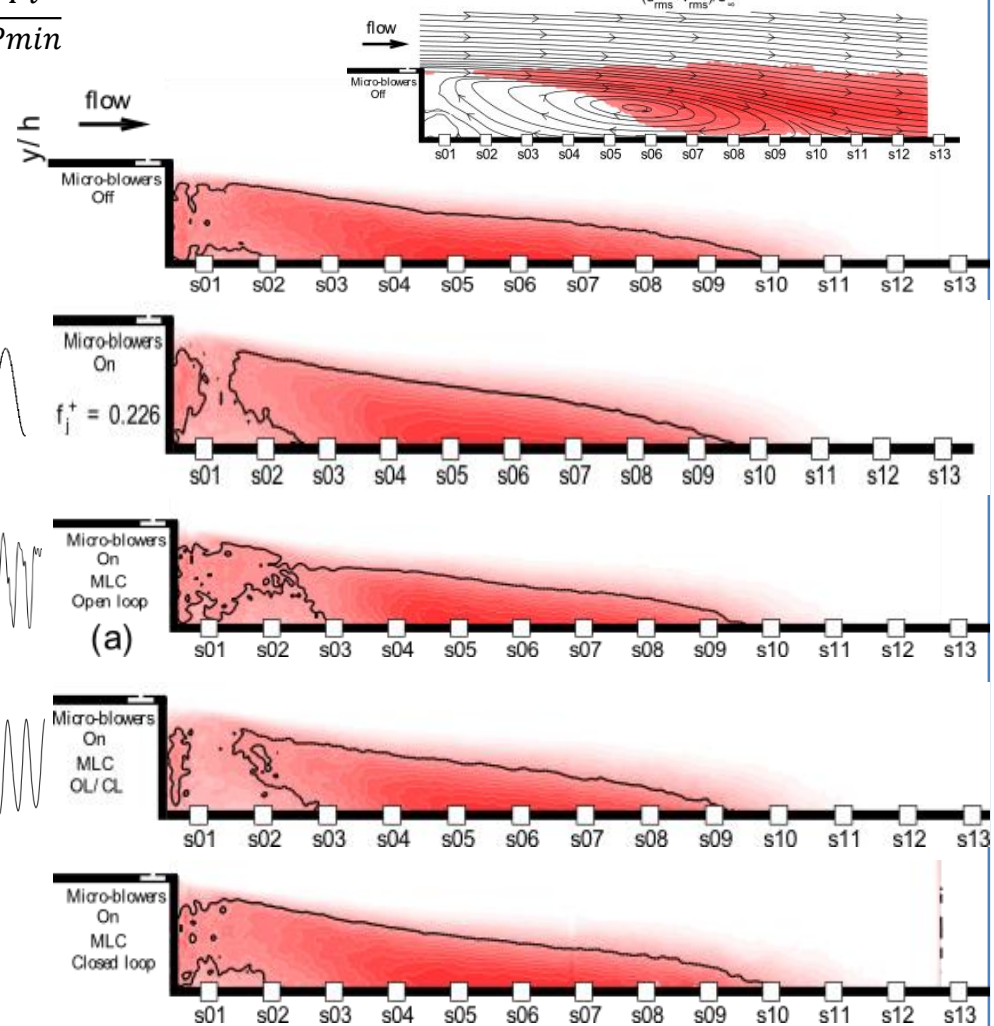 (rms rms)
flow
Micro-blowers
Off
s01 s02 s03 s04 s05 s06 s07 s08 s09 s10 s11 s12 s13
min
y/ h
flow
Micro-blowers
Off
s01 s02 s03 s04 s05 s06 s07 s08 s09 s10 s11 s12 s13
Micro-blowers
On
f_j^+ = 0.226
s01 s02 s03 s04 s05 s06 s07 s08 s09 s10 s11 s12 s13
Micro-blowers
On
MLC
Open loop
(a)
s01 s02 s03 s04 s05 s06 s07 s08 s09 s10 s11 s12 s13
Micro-blowers
On
MLC
OL/ CL
s01 s02 s03 s04 s05 s06 s07 s08 s09 s10 s11 s12 s13
Micro-blowers
On
MLC
Closed loop
s01 s02 s03 s04 s05 s06 s07 s08 s09 s10 s11 s12 s13